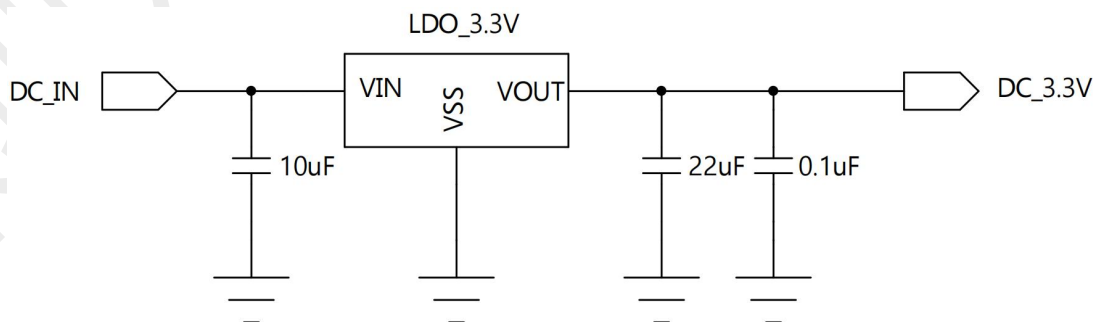 LDO_3.3V
DC_IN
VIN
VSS
VOUT
DC_3.3V
10uF
22uF
0.1uF